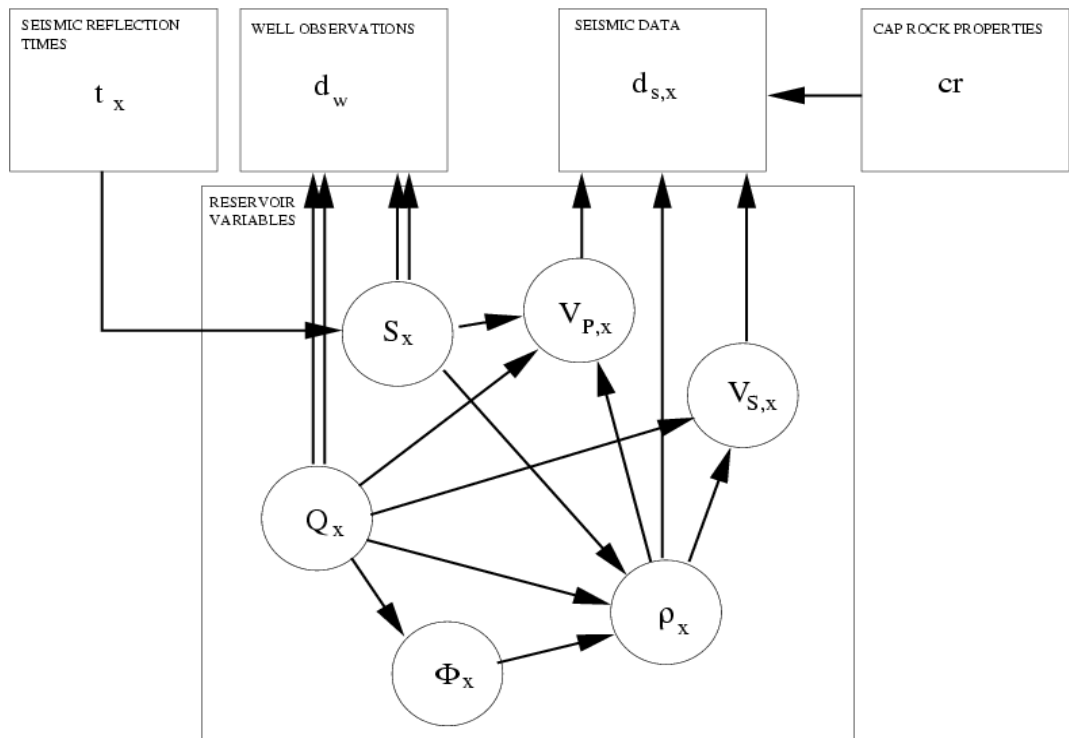 SEISMIC REFLECTION
TIMES
t x
WELL OBSERVATIONS
d w
SEISMIC DATA
d s,x
CAP ROCK PROPERTIES
cr
RESERVOIR
VARIABLES
S x
V P,x
V S,x
Q x
ρ x
Φ x